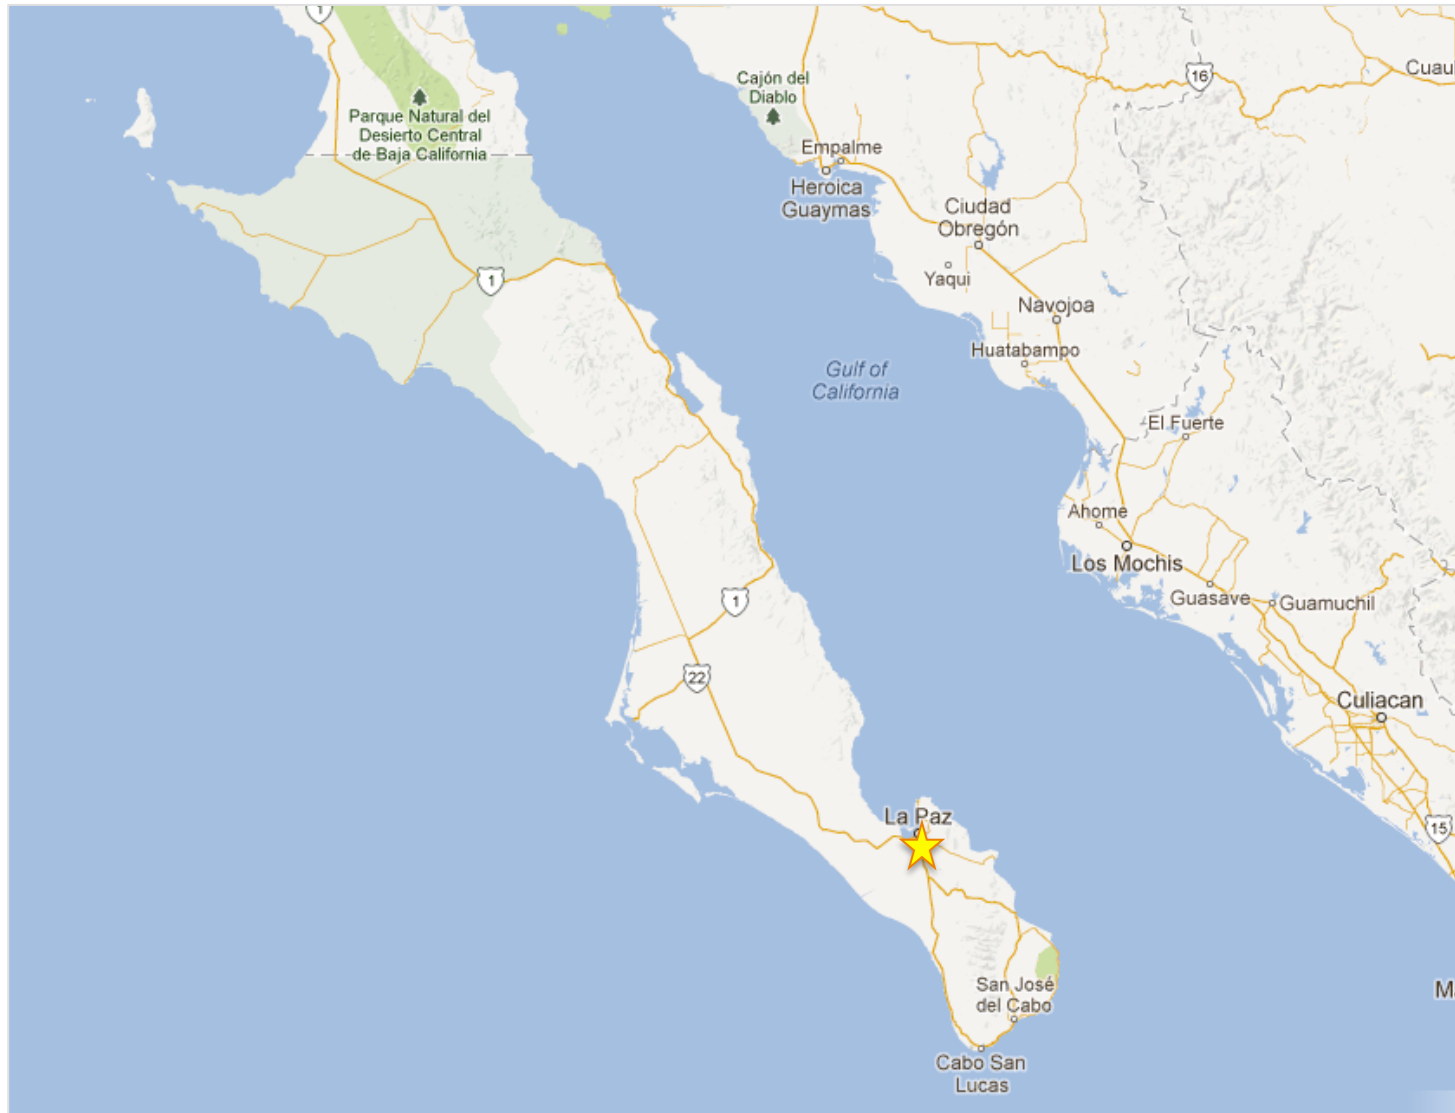 1
16
Cuau
Cajón del
Diablo
Parque Natural del
Desierto Central
de Baja California
Empalme
Heroica
Guaymas
Ciudad
Obregón
Yaqui
1
Navojoa
Huatabampo
Gulf of
California
El Fuerte
Ahome
Los Mochis
Guasave
Guamuchil
1
22
Culiacan
La Paz
15
San José
del Cabo
M
Cabo San
Lucas